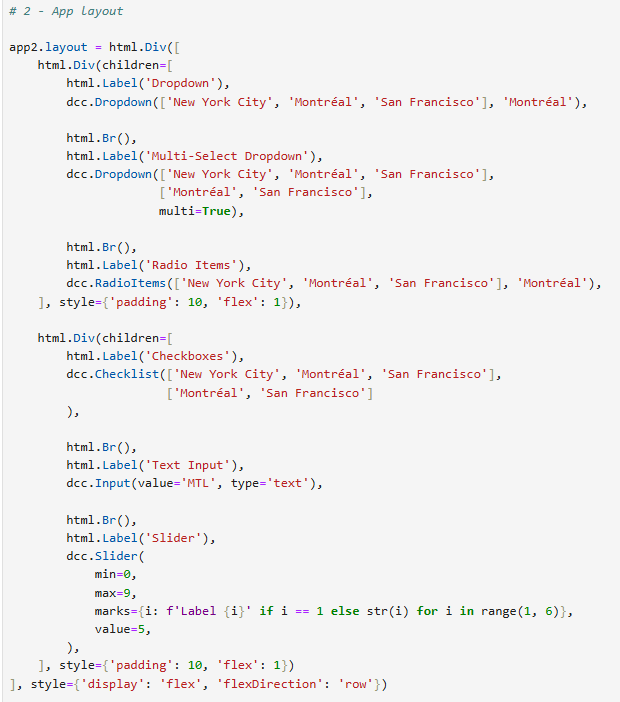 # 2 - App layout
app2.layout = html.Div([
    html.Div(children=[
        html.Label('Dropdown'),
        dcc.Dropdown(['New York City', 'Montréal', 'San Francisco'], 'Montréal'),
        html.Br(),
        html.Label('Multi-Select Dropdown'),
        dcc.Dropdown(['New York City', 'Montréal', 'San Francisco'],
                     ['Montréal', 'San Francisco'],
                     multi=True),
        html.Br(),
        html.Label('Radio Items'),
        dcc.RadioItems(['New York City', 'Montréal', 'San Francisco'], 'Montréal'),
    ], style={'padding': 10, 'flex': 1}),
    html.Div(children=[
        html.Label('Checkboxes'),
        dcc.Checklist(['New York City', 'Montréal', 'San Francisco'],
                      ['Montréal', 'San Francisco']
        ),
        html.Br(),
        html.Label('Text Input'),
        dcc.Input(value='MTL', type='text'),
        html.Br(),
        html.Label('Slider'),
        dcc.Slider(
            min=0,
            max=9,
            marks={i: f'Label {i}' if i == 1 else str(i) for i in range(1, 6)},
            value=5,
        ),
    ], style={'padding': 10, 'flex': 1})
], style={'display': 'flex', 'flexDirection': 'row'})